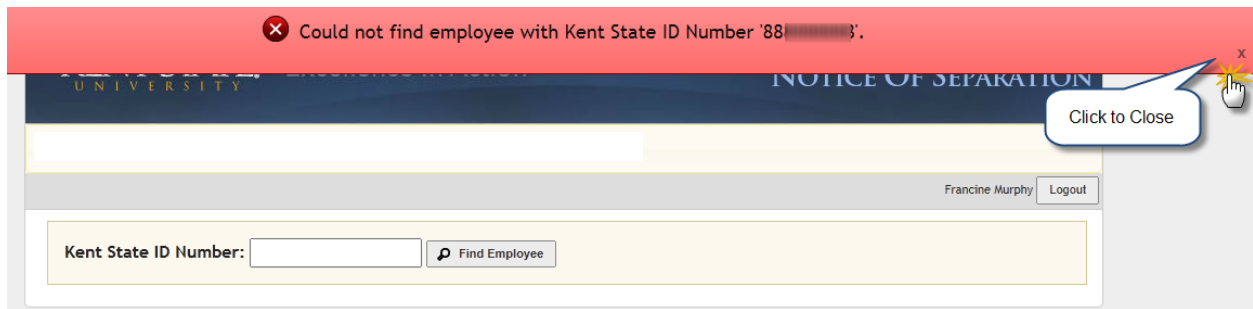 Could not find employee with Kent State ID Number '88 8'.
x
UNIVERSITY
NOTICE OF SEPARATION
Click to Close
Francine Murphy Logout
Kent State ID Number: Find Employee